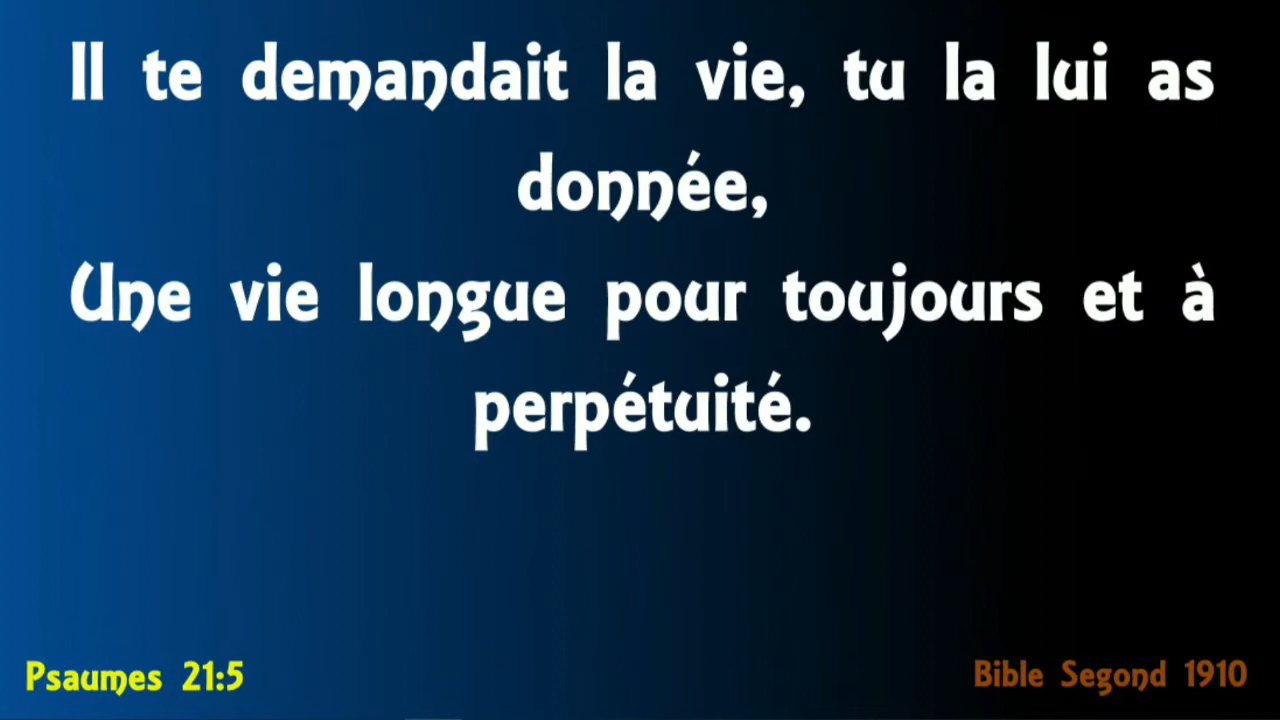 Il te demandait la vie, tu la lui as
donnée,
Une vie longue pour toujours et à
perpétuité.
Psaumes 21:5
Bible Segond 1910